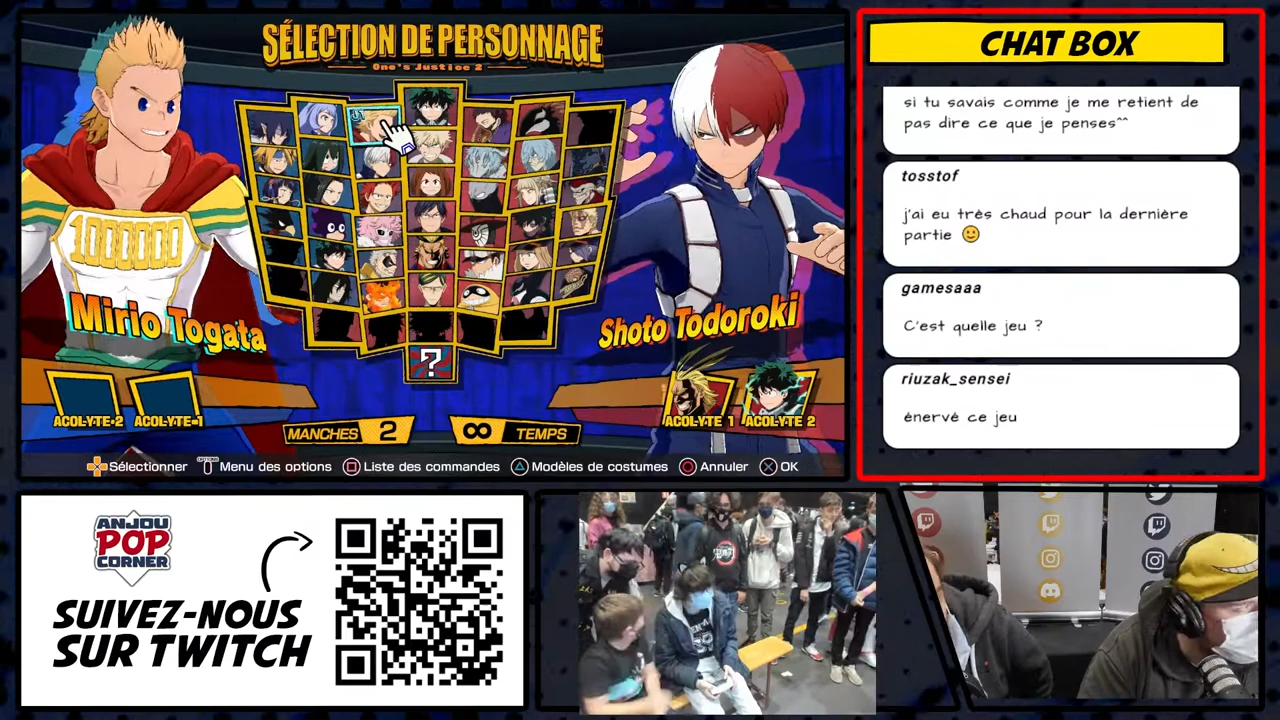 SÉLECTION DE PERSONNAGE
One's Justice 2
J1
1000000
Mirio Togata
Shoto Todoroki
?
ACOLYTE 2
ACOLYTE 1
ACOLYTE 1
ACOLYTE 2
MANCHES 2
∞ TEMPS
OPTIONS
Sélectionner
Menu des options
Liste des commandes
Modèles de costumes
Annuler
OK
CHAT BOX
si tu savais comme je me retient de
pas dire ce que je penses^^
tosstof
j'ai eu très chaud pour la dernière
partie 🙂
gamesaaa
C'est quelle jeu ?
riuzak_sensei
énervé ce jeu
ANJOU
POP
CORNER
SUIVEZ-NOUS
SUR TWITCH